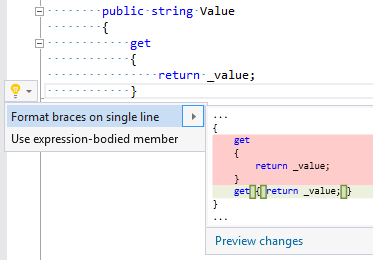 public string Value
{
get
{
return _value;
}
Format braces on single line
Use expression-bodied member
...
{
get
{
return _value;
}
get { return _value; }
}
...
Preview changes